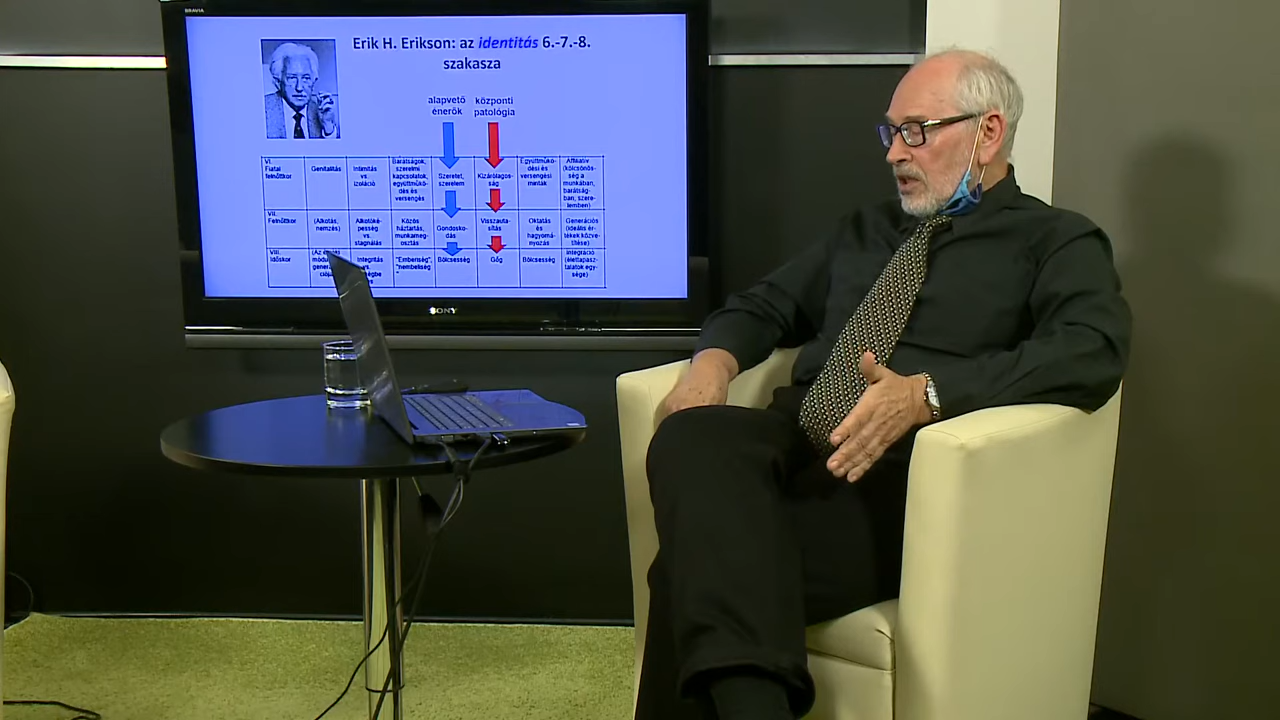 BRAVIA
Erik H. Erikson: az identitás 6.-7.-8.
szakasza
alapvető
énerők
központi
patológia
VI.
Fiatal
felnőttkor
Genitalitás
Intimitás
vs.
izoláció
Barátságok,
szerelmi
kapcsolatok,
együttműkö-
dés és
versengés
Szeretet,
szerelem
Kizárólagos-
ság
Együttműkö-
dési és
versengési
minták
Affiliatív
(kölcsönös-
ség a
munkában,
barátság-
ban, szere-
lemben)
VII.
Felnőttkor
(Alkotás,
nemzés)
Alkotóké-
pesség
vs.
stagnálás
Közös
háztartás,
munkameg-
osztás
Gondosko-
dás
Visszauta-
sítás
Oktatás
és
hagyomá-
nyozás
Generációs
(ideális ér-
tékek közve-
títése)
VIII.
Időskor
Integritás
vs.
"Emberiség",
"nembeliség
"
Bölcsesség
Gőg
Bölcsesség
Integráció
(élettapasz-
talatok egy-
sége)
SONY